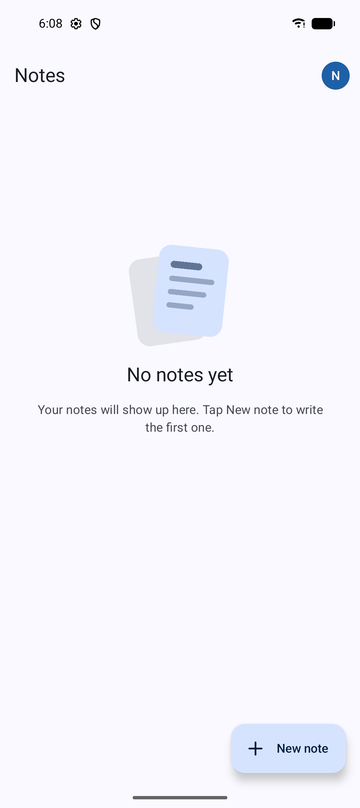 6:08
Notes
N
No notes yet
Your notes will show up here. Tap New note to write
the first one.
New note